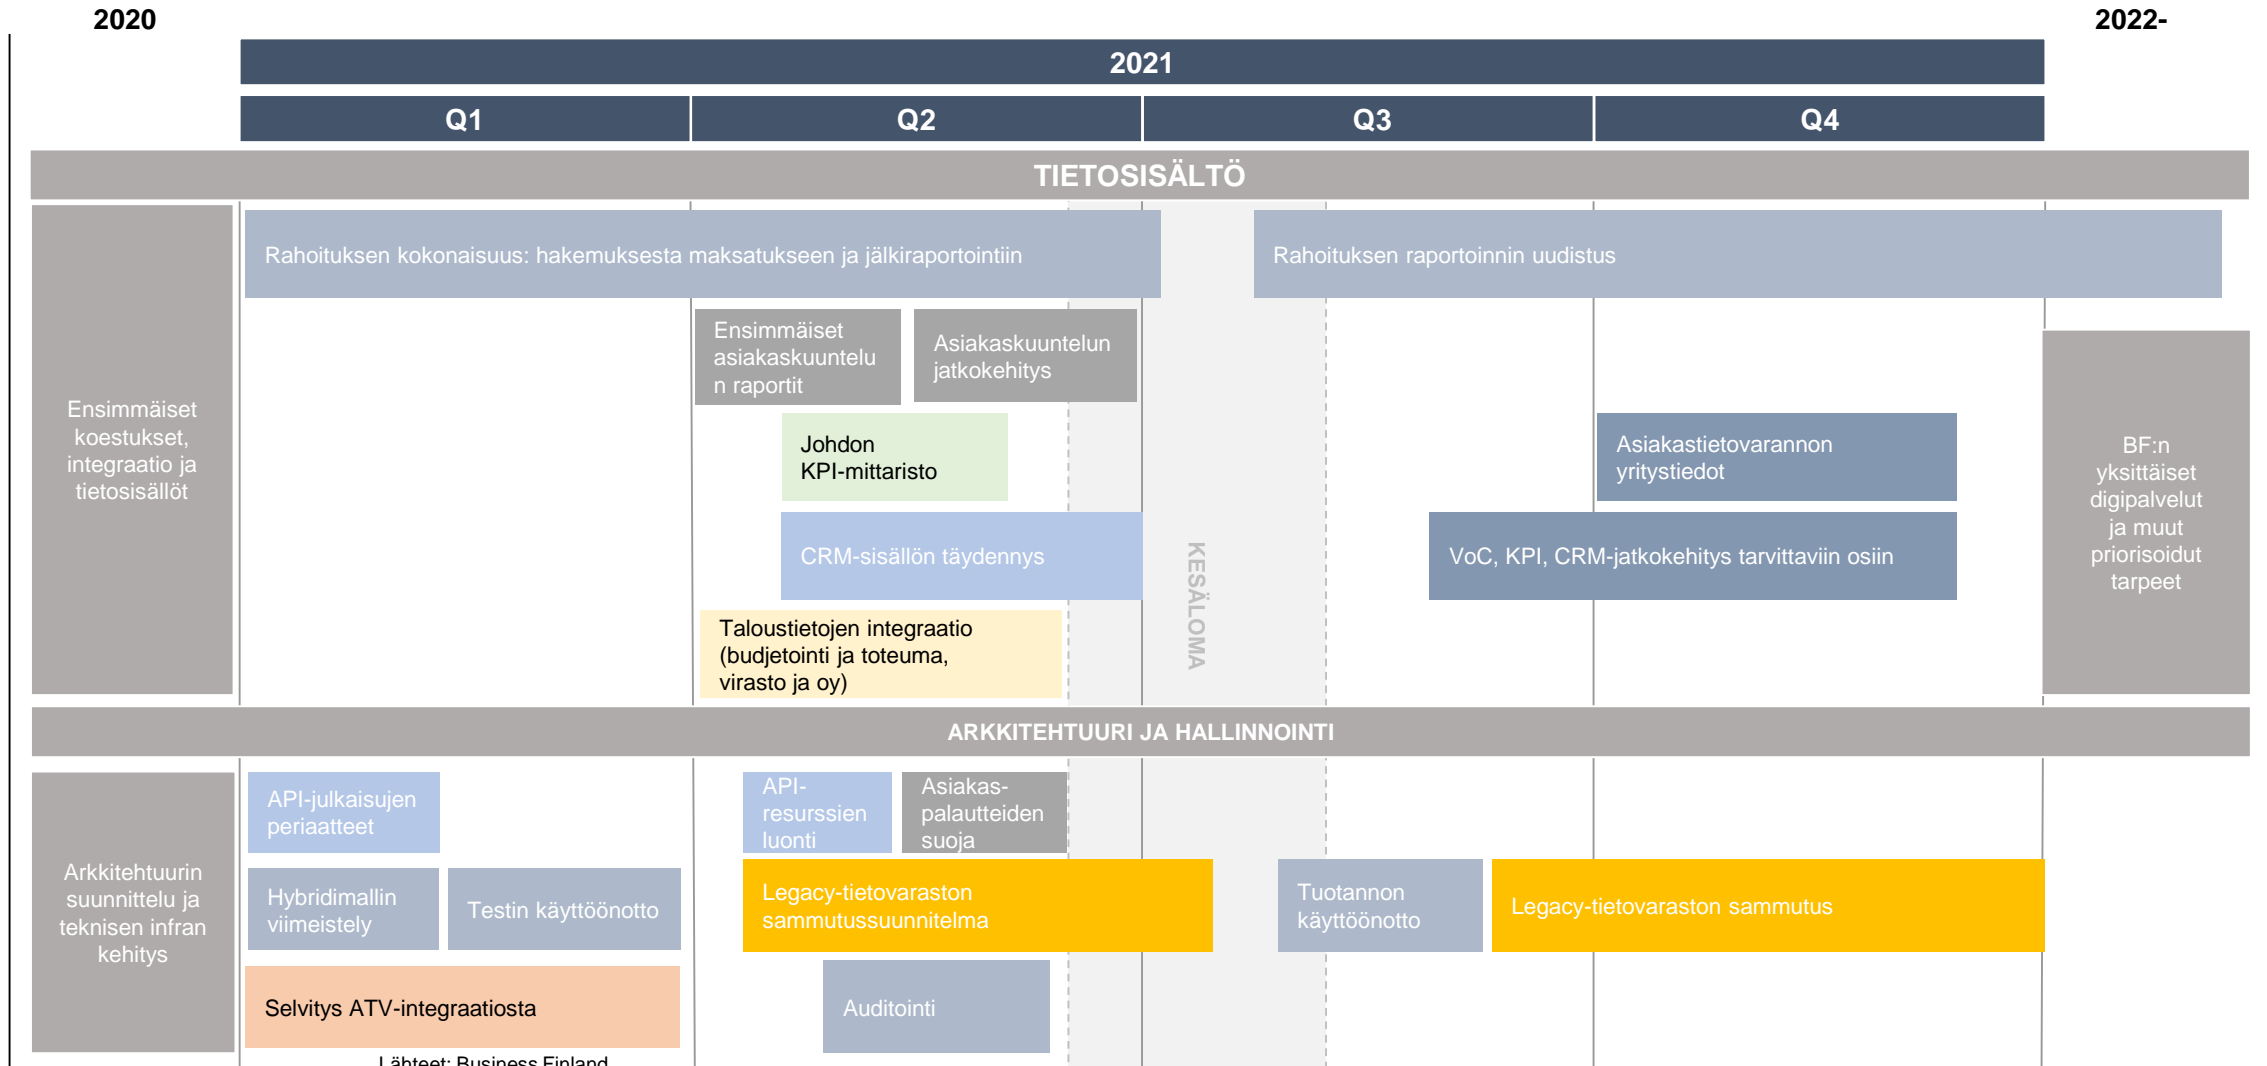 2020
2022-
2021
Q1
Q2
Q3
Q4
TIETOSISÄLTÖ
Ensimmäiset
koestukset,
integraatio ja
tietosisällöt
Rahoituksen kokonaisuus: hakemuksesta maksatukseen ja jälkiraportointiin
Rahoituksen raportoinnin uudistus
Ensimmäiset
asiakaskuuntelu
n raportit
Asiakaskuuntelun
jatkokehitys
Johdon
KPI-mittaristo
Asiakastietovarannon
yritystiedot
CRM-sisällön täydennys
VoC, KPI, CRM-jatkokehitys tarvittaviin osiin
Taloustietojen integraatio
(budjetointi ja toteuma,
virasto ja oy)
KESÄLOMA
BF:n
yksittäiset
digipalvelut
ja muut
priorisoidut
tarpeet
ARKKITEHTUURI JA HALLINNOINTI
Arkkitehtuurin
suunnittelu ja
teknisen infran
kehitys
API-julkaisujen
periaatteet
API-
resurssien
luonti
Asiakas-
palautteiden
suoja
Hybridimallin
viimeistely
Testin käyttöönotto
Legacy-tietovaraston
sammutussuunnitelma
Tuotannon
käyttöönotto
Legacy-tietovaraston sammutus
Selvitys ATV-integraatiosta
Auditointi
Lähteet: Business Finland